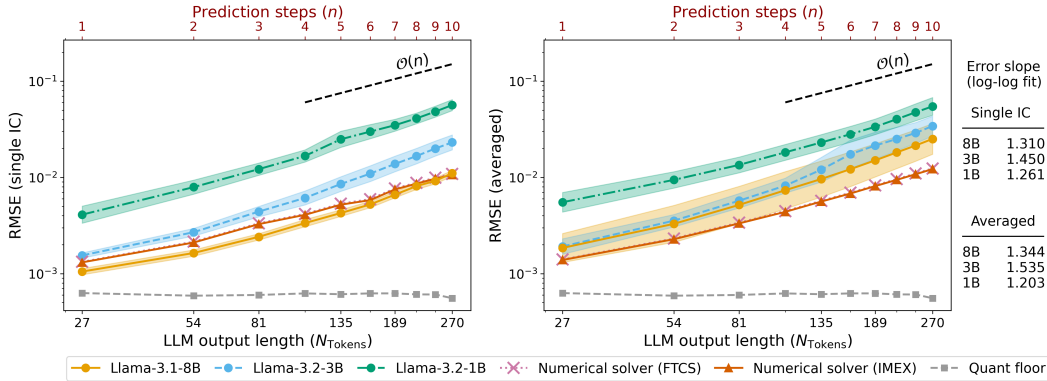 Prediction steps (n)
1 2 3 4 5 6 7 8 9 10
RMSE (single IC)
10⁻¹
10⁻²
10⁻³
O(n)
27 54 81 135 189 270
LLM output length (N_Tokens)
Prediction steps (n)
1 2 3 4 5 6 7 8 9 10
RMSE (averaged)
10⁻¹
10⁻²
10⁻³
O(n)
27 54 81 135 189 270
LLM output length (N_Tokens)
Error slope
(log-log fit)
Single IC
8B 1.310
3B 1.450
1B 1.261
Averaged
8B 1.344
3B 1.535
1B 1.203
Llama-3.1-8B Llama-3.2-3B Llama-3.2-1B Numerical solver (FTCS) Numerical solver (IMEX) Quant floor